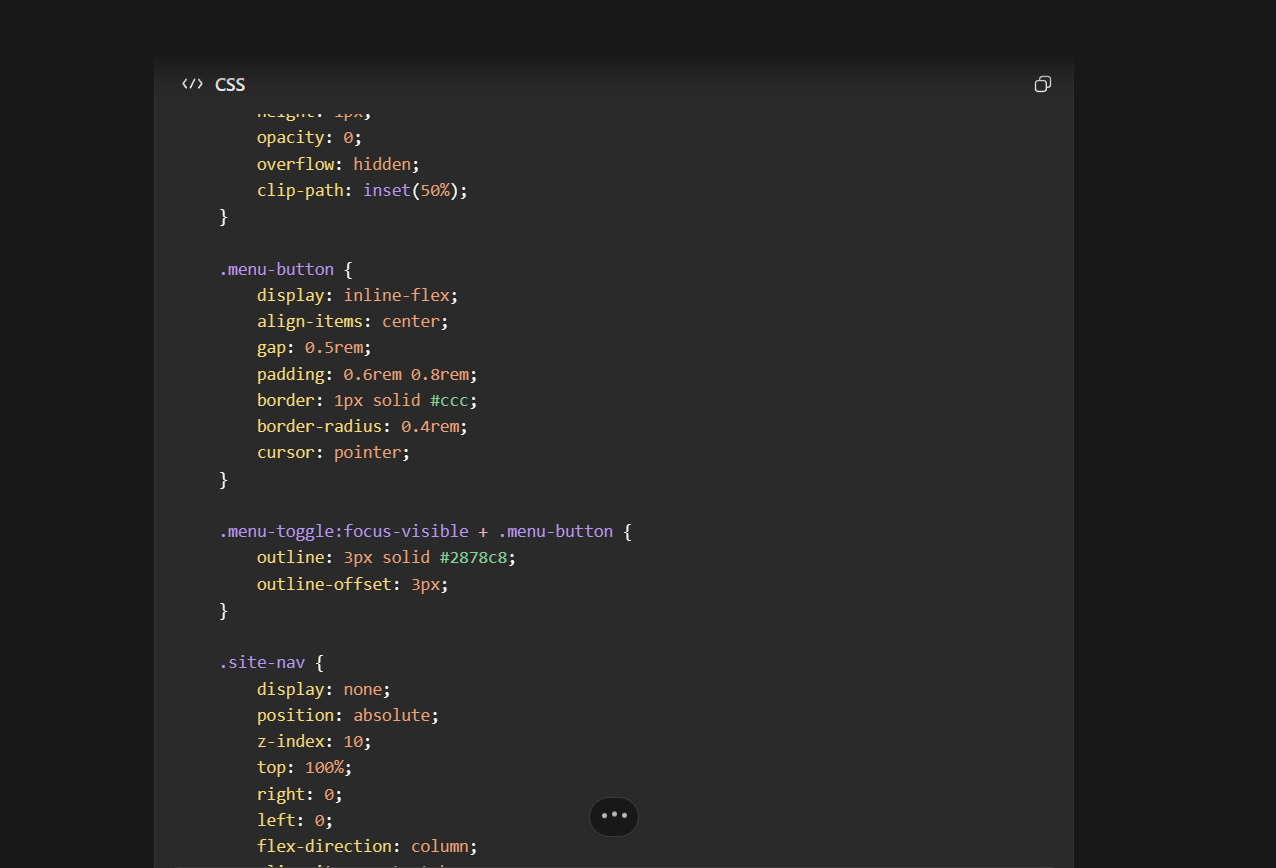 CSS
height: 1px;
opacity: 0;
overflow: hidden;
clip-path: inset(50%);
}
.menu-button {
display: inline-flex;
align-items: center;
gap: 0.5rem;
padding: 0.6rem 0.8rem;
border: 1px solid #ccc;
border-radius: 0.4rem;
cursor: pointer;
}
.menu-toggle:focus-visible + .menu-button {
outline: 3px solid #2878c8;
outline-offset: 3px;
}
.site-nav {
display: none;
position: absolute;
z-index: 10;
top: 100%;
right: 0;
left: 0;
flex-direction: column;